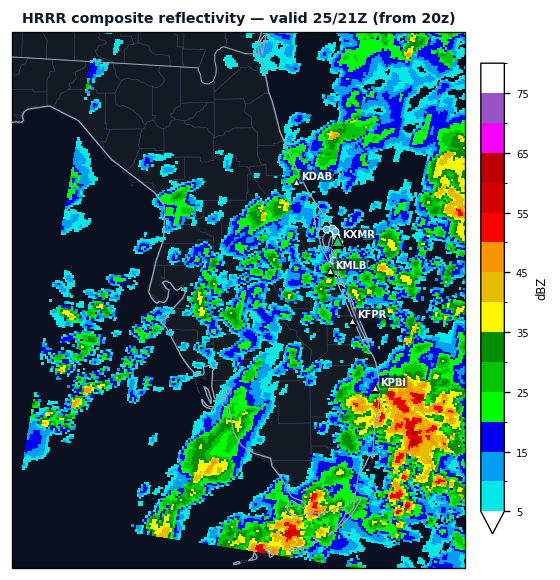 HRRR composite reflectivity — valid 25/21Z (from 20z)
KDAB
KXMR
KMLB
KFPR
KPBI
75
65
55
45
35
25
15
5
dBZ